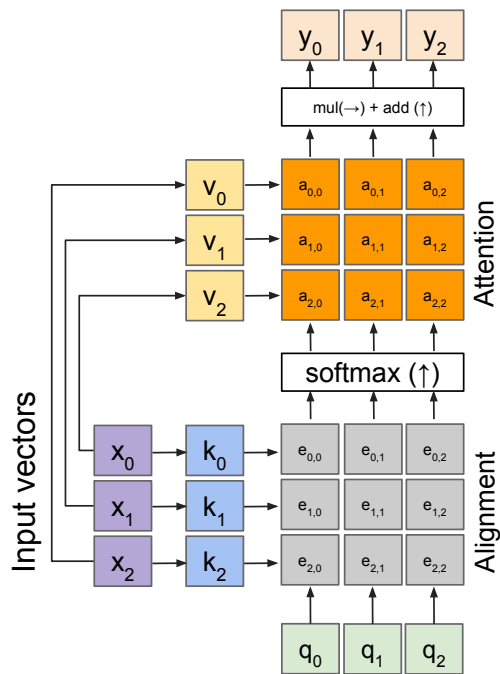 y0 y1 y2
mul(→) + add (↑)
v0 a0,0 a0,1 a0,2
v1 a1,0 a1,1 a1,2
v2 a2,0 a2,1 a2,2
Attention
softmax (↑)
Input vectors
x0 k0 e0,0 e0,1 e0,2
x1 k1 e1,0 e1,1 e1,2
x2 k2 e2,0 e2,1 e2,2
Alignment
q0 q1 q2